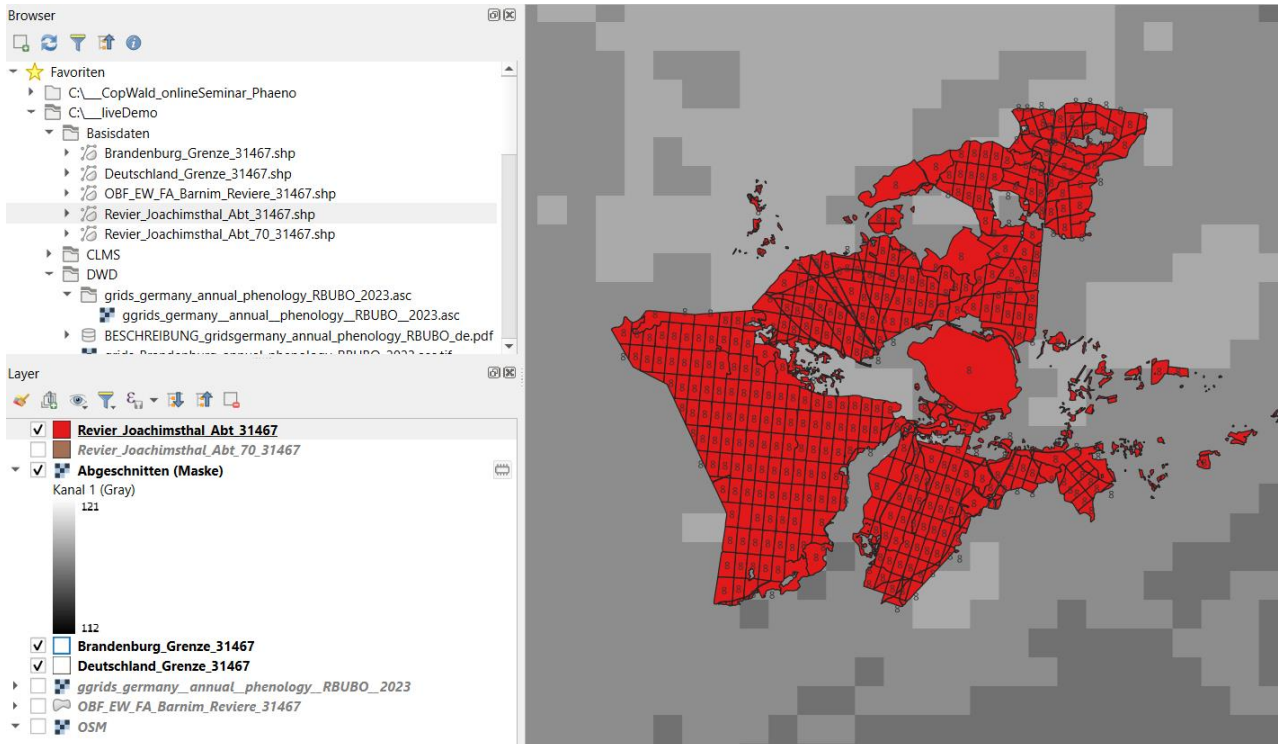 Browser
Favoriten
C:\__CopWald_onlineSeminar_Phaeno
C:\__liveDemo
Basisdaten
Brandenburg_Grenze_31467.shp
Deutschland_Grenze_31467.shp
OBF_EW_FA_Barnim_Reviere_31467.shp
Revier_Joachimsthal_Abt_31467.shp
Revier_Joachimsthal_Abt_70_31467.shp
CLMS
DWD
grids_germany_annual_phenology_RBUBO_2023.asc
ggrids_germany__annual__phenology__RBUBO__2023.asc
BESCHREIBUNG_gridsgermany_annual_phenology_RBUBO_de.pdf
Layer
Revier_Joachimsthal_Abt_31467
Revier_Joachimsthal_Abt_70_31467
Abgeschnitten (Maske)
Kanal 1 (Gray)
121
112
Brandenburg_Grenze_31467
Deutschland_Grenze_31467
ggrids_germany__annual__phenology__RBUBO__2023
OBF_EW_FA_Barnim_Reviere_31467
OSM